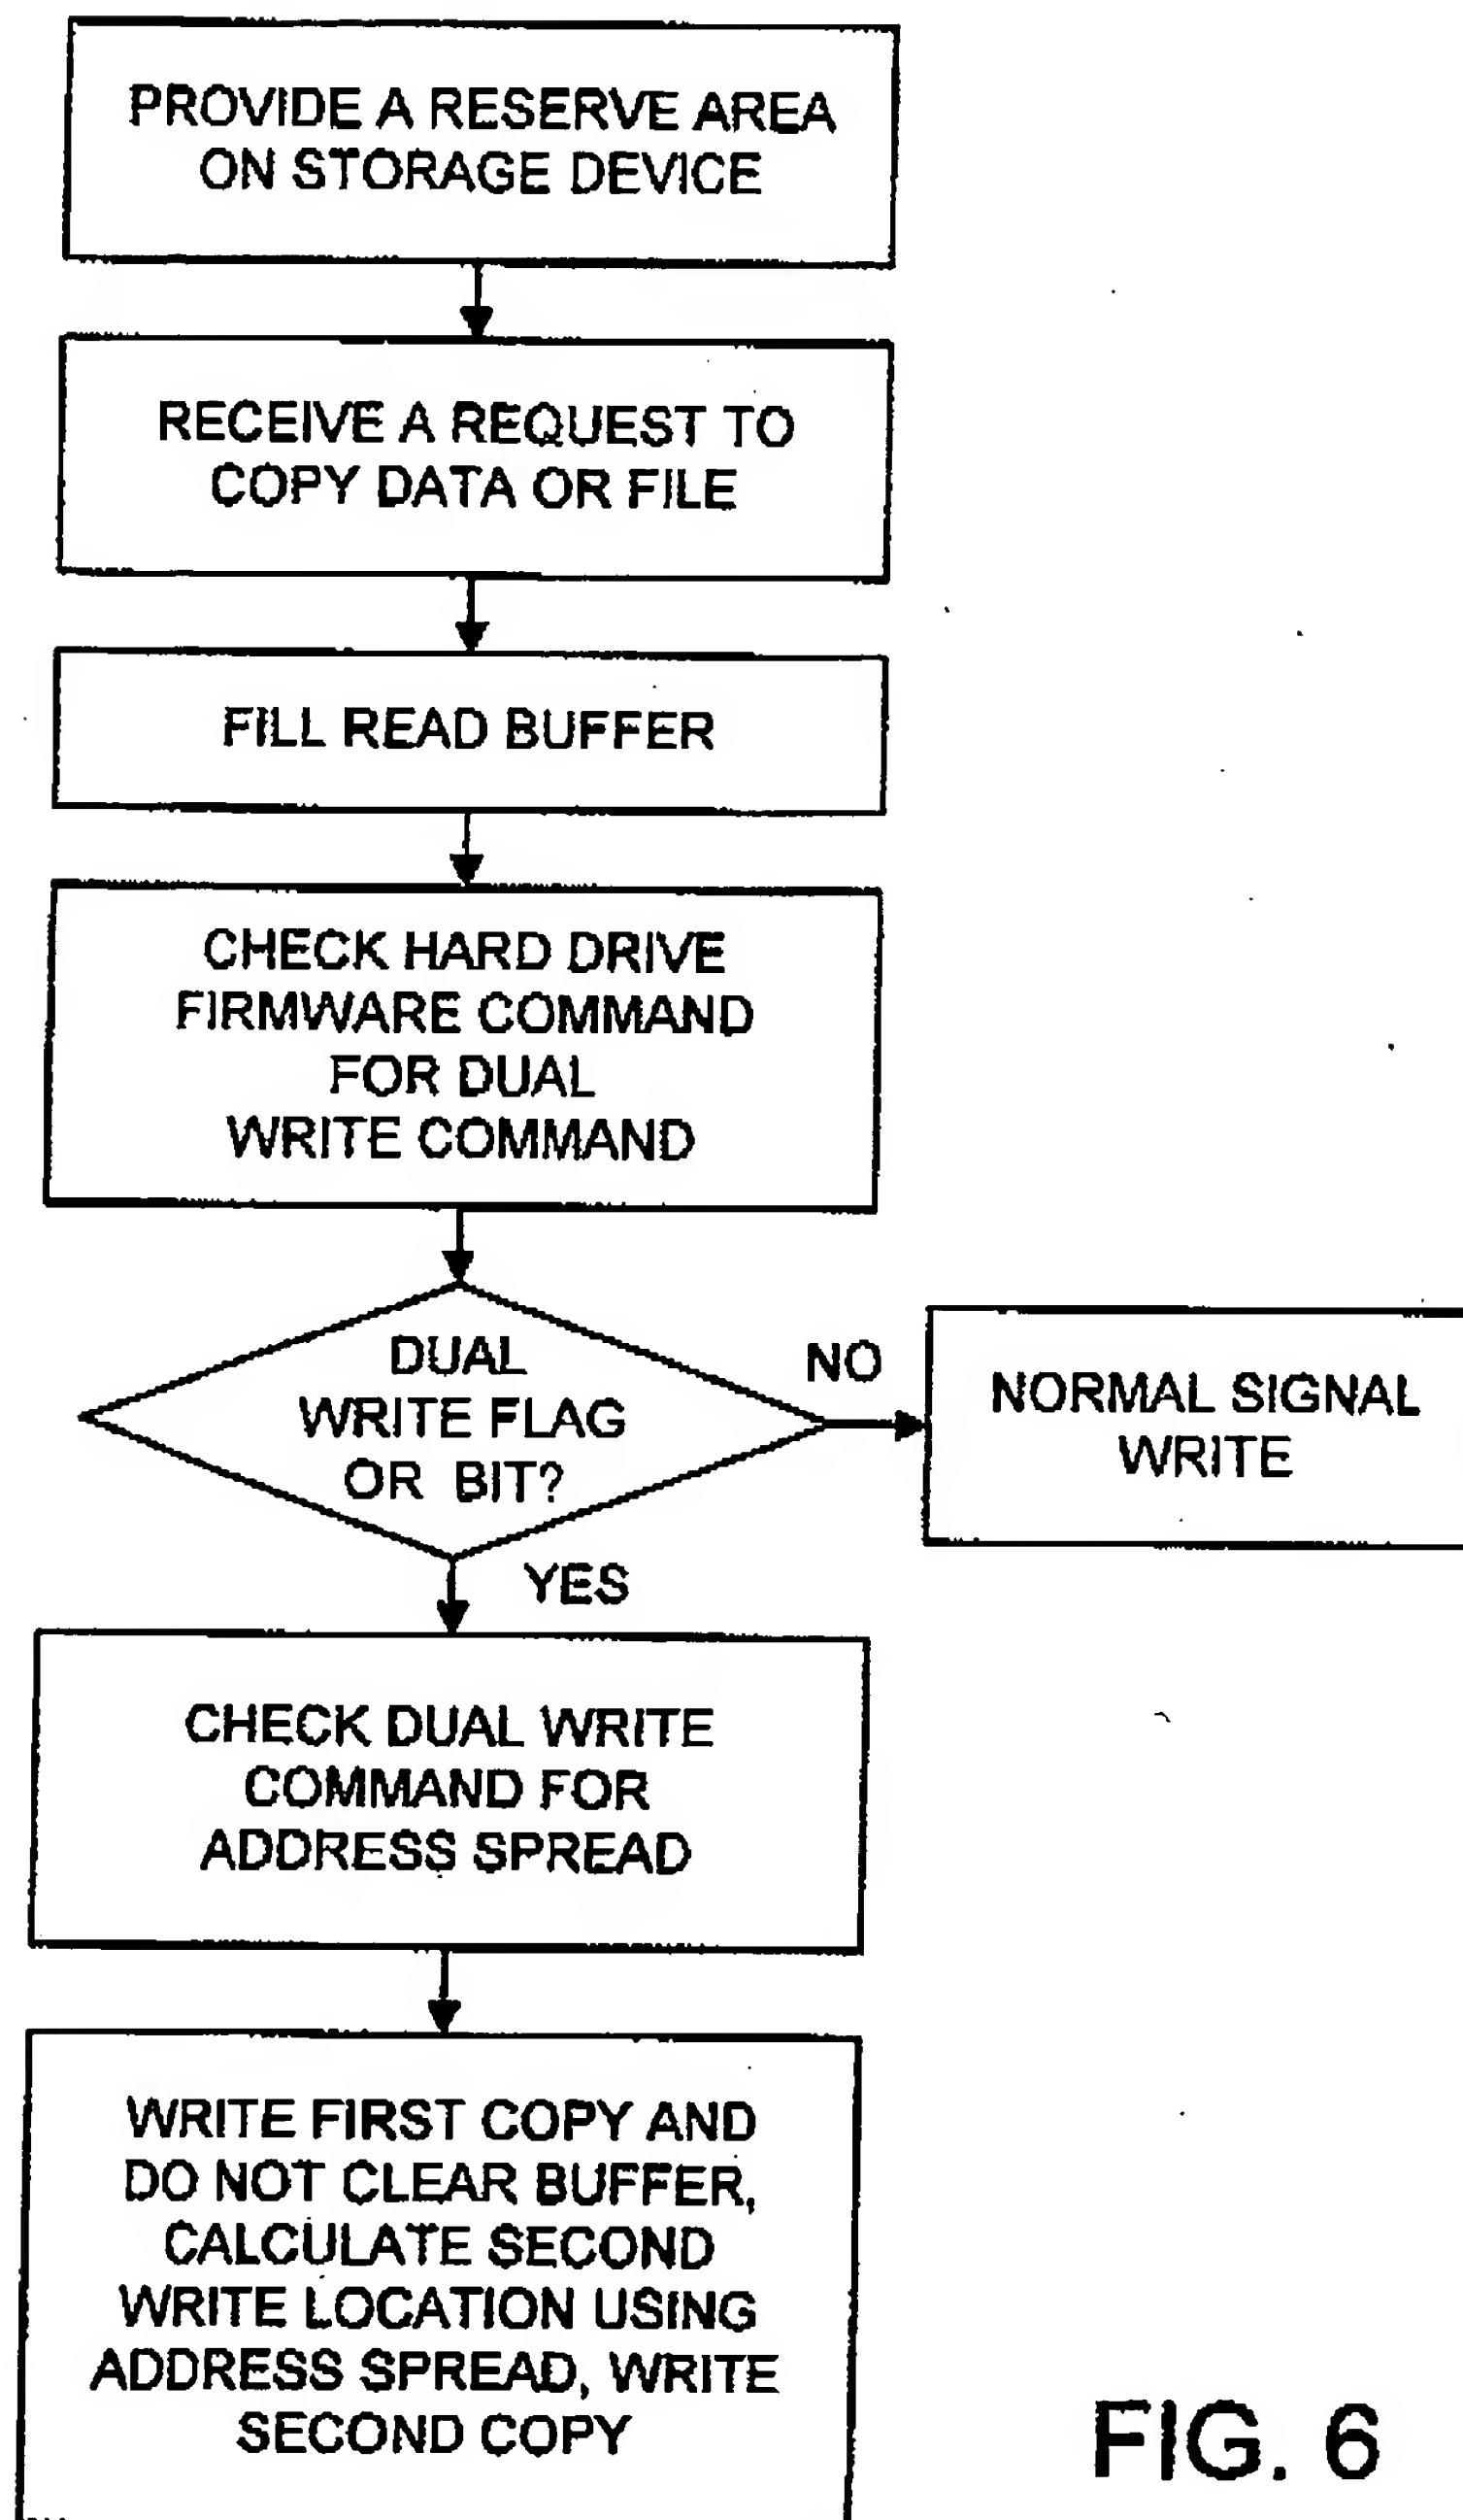 PROVIDE A RESERVE AREA
ON STORAGE DEVICE
RECEIVE A REQUEST TO
COPY DATA OR FILE
FILL READ BUFFER
CHECK HARD DRIVE
FIRMWARE COMMAND
FOR DUAL
WRITE COMMAND
DUAL
WRITE FLAG
OR BIT?
NO
NORMAL SIGNAL
WRITE
YES
CHECK DUAL WRITE
COMMAND FOR
ADDRESS SPREAD
WRITE FIRST COPY AND
DO NOT CLEAR BUFFER,
CALCULATE SECOND
WRITE LOCATION USING
ADDRESS SPREAD, WRITE
SECOND COPY
FIG. 6